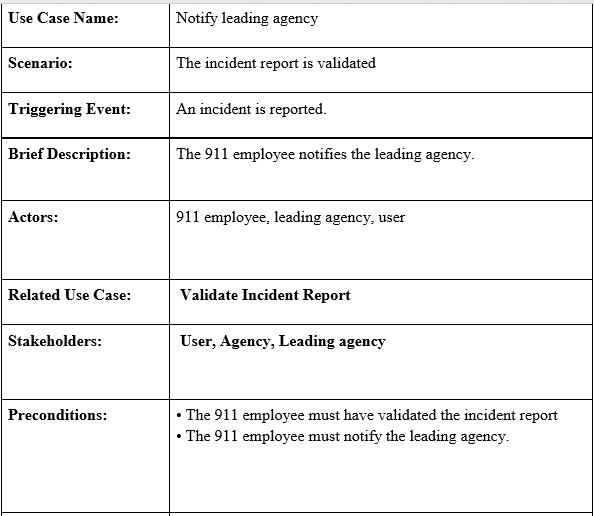 Use Case Name: Notify leading agency
Scenario: The incident report is validated
Triggering Event: An incident is reported.
Brief Description: The 911 employee notifies the leading agency.
Actors: 911 employee, leading agency, user
Related Use Case: Validate Incident Report
Stakeholders: User, Agency, Leading agency
Preconditions: • The 911 employee must have validated the incident report
• The 911 employee must notify the leading agency.